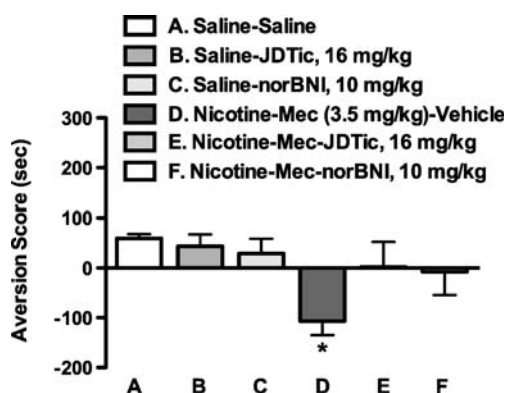 A. Saline-Saline
B. Saline-JDTic, 16 mg/kg
C. Saline-norBNI, 10 mg/kg
D. Nicotine-Mec (3.5 mg/kg)-Vehicle
E. Nicotine-Mec-JDTic, 16 mg/kg
F. Nicotine-Mec-norBNI, 10 mg/kg
Aversion Score (sec)
300
200
100
0
-100
-200
*
A B C D E F